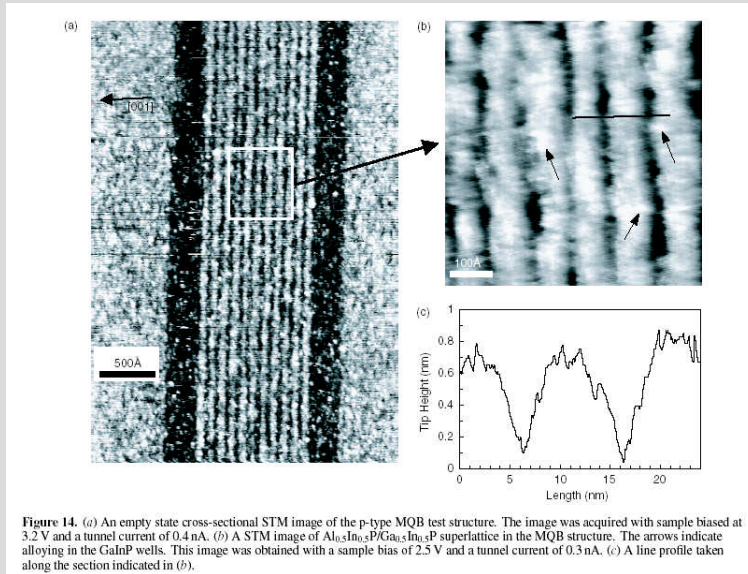 (a)
(b)
[001]
100Å
500Å
(c)
1
0.8
0.6
0.4
0.2
0
Tip Height (nm)
0 5 10 15 20
Length (nm)
Figure 14. (a) An empty state cross-sectional STM image of the p-type MQB test structure. The image was acquired with sample biased at
3.2 V and a tunnel current of 0.4 nA. (b) A STM image of Al0.5In0.5P/Ga0.5In0.5P superlattice in the MQB structure. The arrows indicate
alloying in the GaInP wells. This image was obtained with a sample bias of 2.5 V and a tunnel current of 0.3 nA. (c) A line profile taken
along the section indicated in (b).